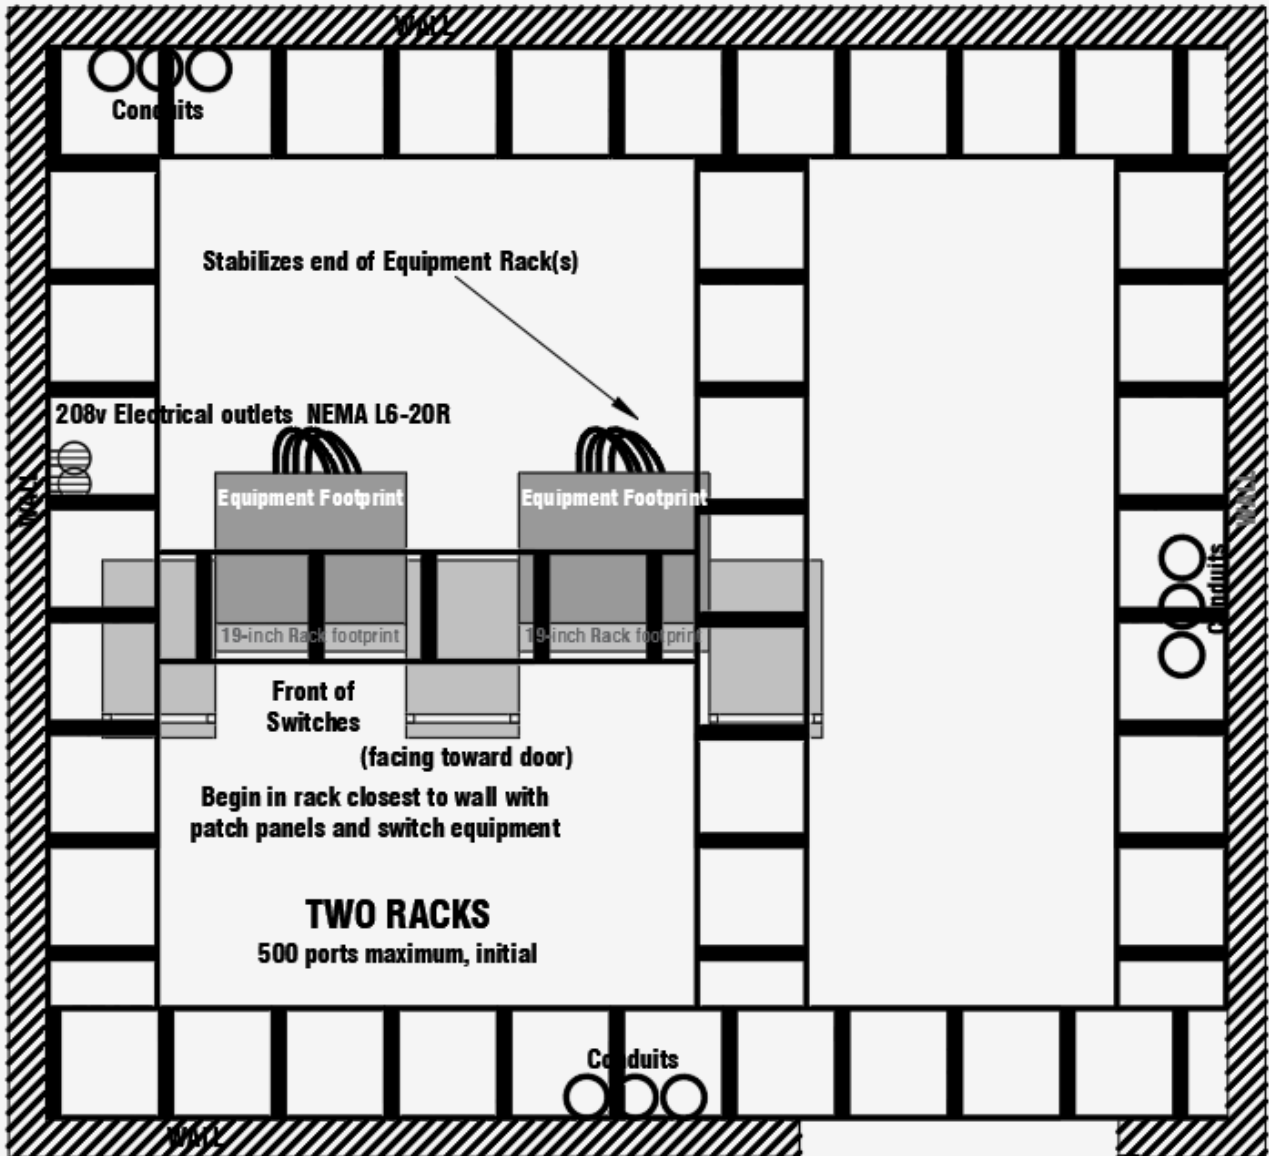 WALL
Conduits
Stabilizes end of Equipment Rack(s)
208v Electrical outlets NEMA L6-20R
WALL
Equipment Footprint
Equipment Footprint
WALL
Conduits
19-inch Rack footprint
19-inch Rack footprint
Front of
Switches
(facing toward door)
Begin in rack closest to wall with
patch panels and switch equipment
TWO RACKS
500 ports maximum, initial
Conduits
WALL